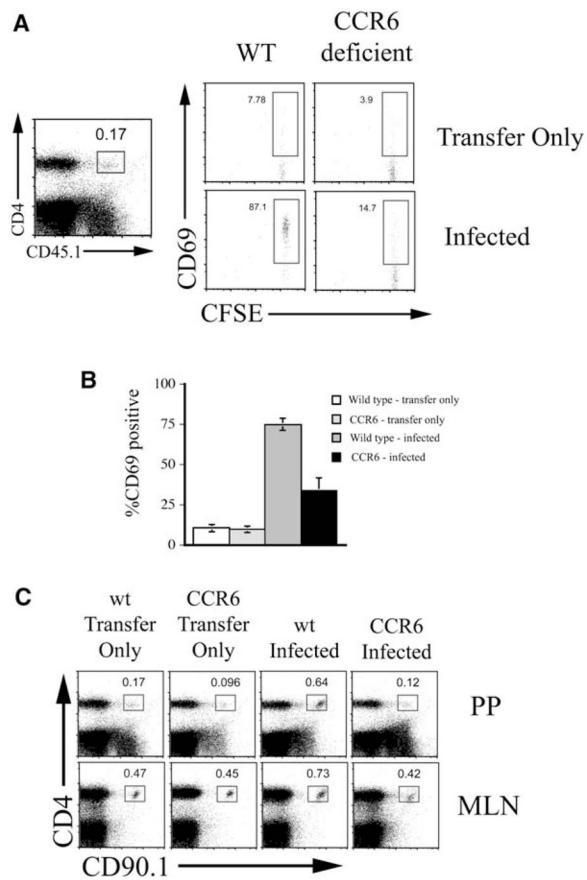 A
WT
CCR6
deficient
0.17
CD4
CD45.1
7.78
3.9
Transfer Only
87.1
14.7
Infected
CD69
CFSE
B
100
75
50
25
0
%CD69 positive
Wild type - transfer only
CCR6 - transfer only
Wild type - infected
CCR6 - infected
C
wt
Transfer
Only
CCR6
Transfer
Only
wt
Infected
CCR6
Infected
0.17
0.096
0.64
0.12
PP
0.47
0.45
0.73
0.42
MLN
CD4
CD90.1